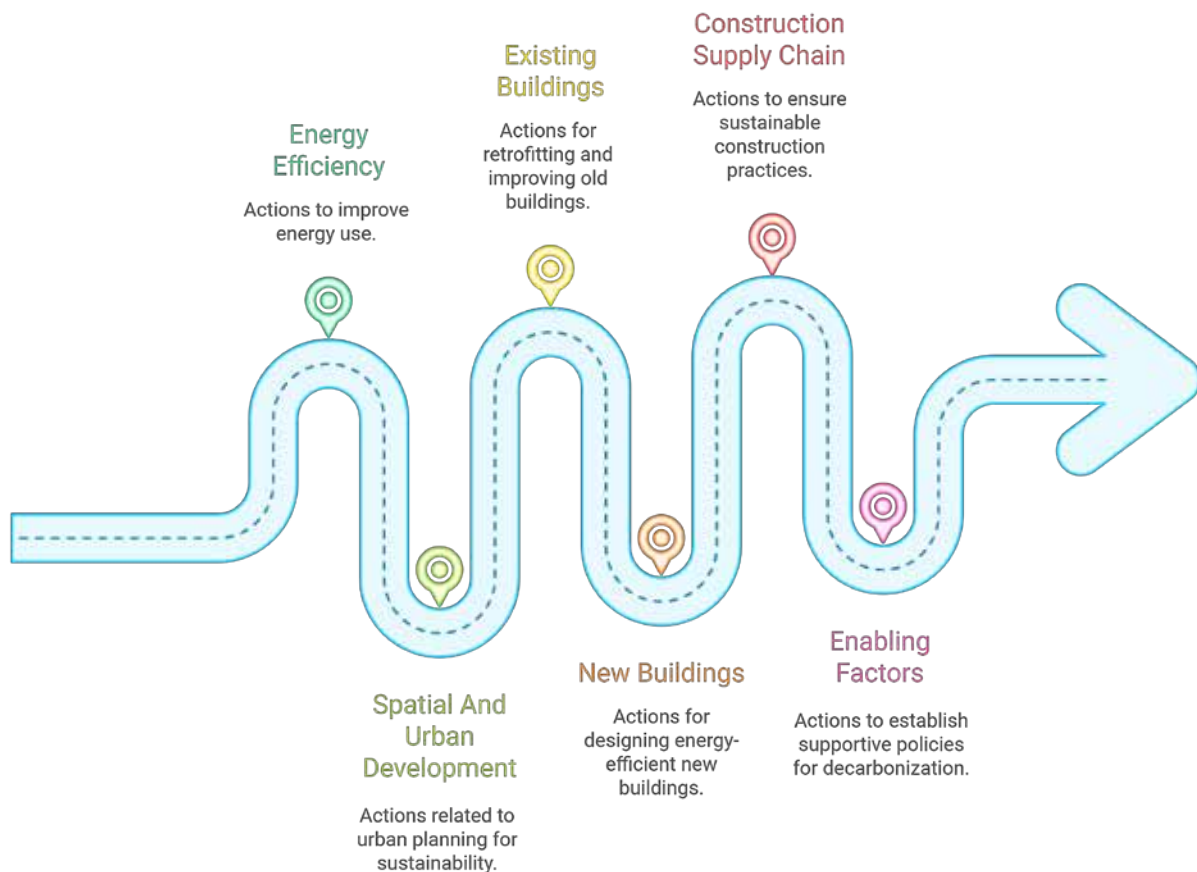 Energy
Efficiency
Actions to improve
energy use.
Spatial And
Urban
Development
Actions related to
urban planning for
sustainability.
Existing
Buildings
Actions for
retrofitting and
improving old
buildings.
New Buildings
Actions for
designing energy-
efficient new
buildings.
Construction
Supply Chain
Actions to ensure
sustainable
construction
practices.
Enabling
Factors
Actions to establish
supportive policies
for decarbonization.